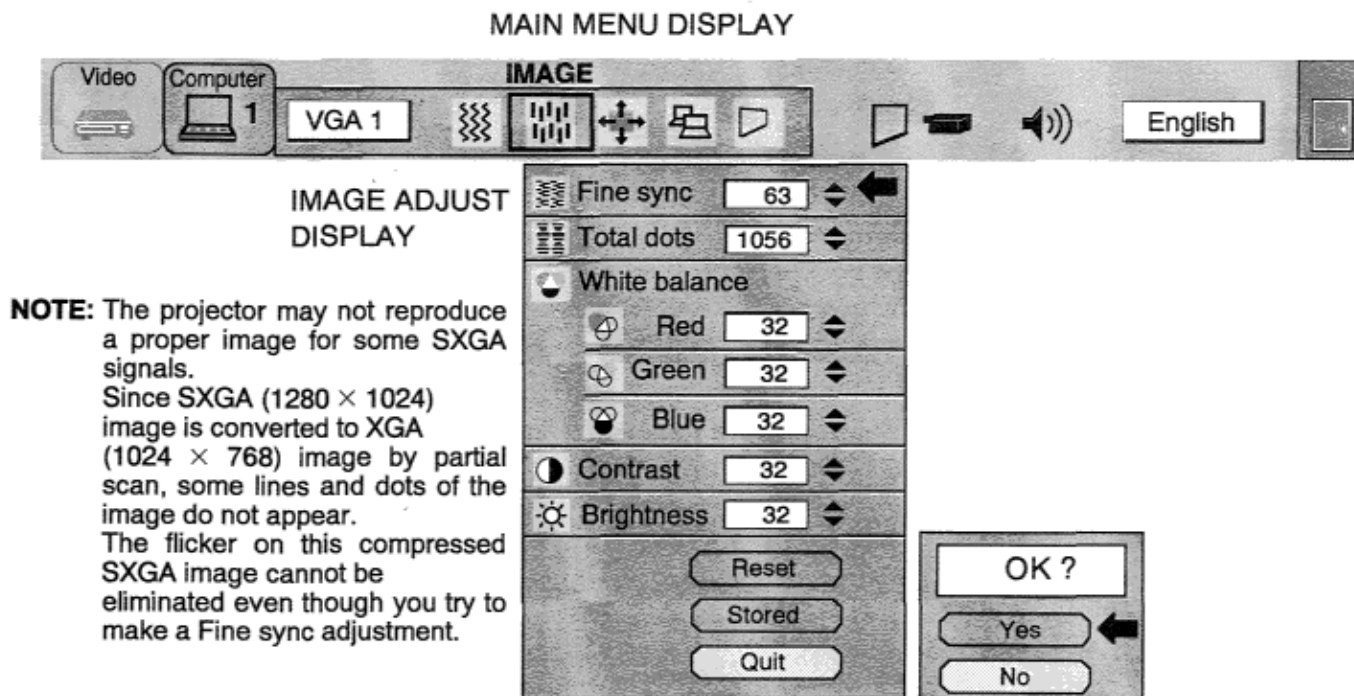 MAIN MENU DISPLAY
IMAGE
Video
Computer
1
VGA 1
English
IMAGE ADJUST
DISPLAY
Fine sync 63
Total dots 1056
White balance
Red 32
Green 32
Blue 32
Contrast 32
Brightness 32
Reset
Stored
Quit
OK ?
Yes
No
NOTE: The projector may not reproduce
a proper image for some SXGA
signals.
Since SXGA (1280 × 1024)
image is converted to XGA
(1024 × 768) image by partial
scan, some lines and dots of the
image do not appear.
The flicker on this compressed
SXGA image cannot be
eliminated even though you try to
make a Fine sync adjustment.